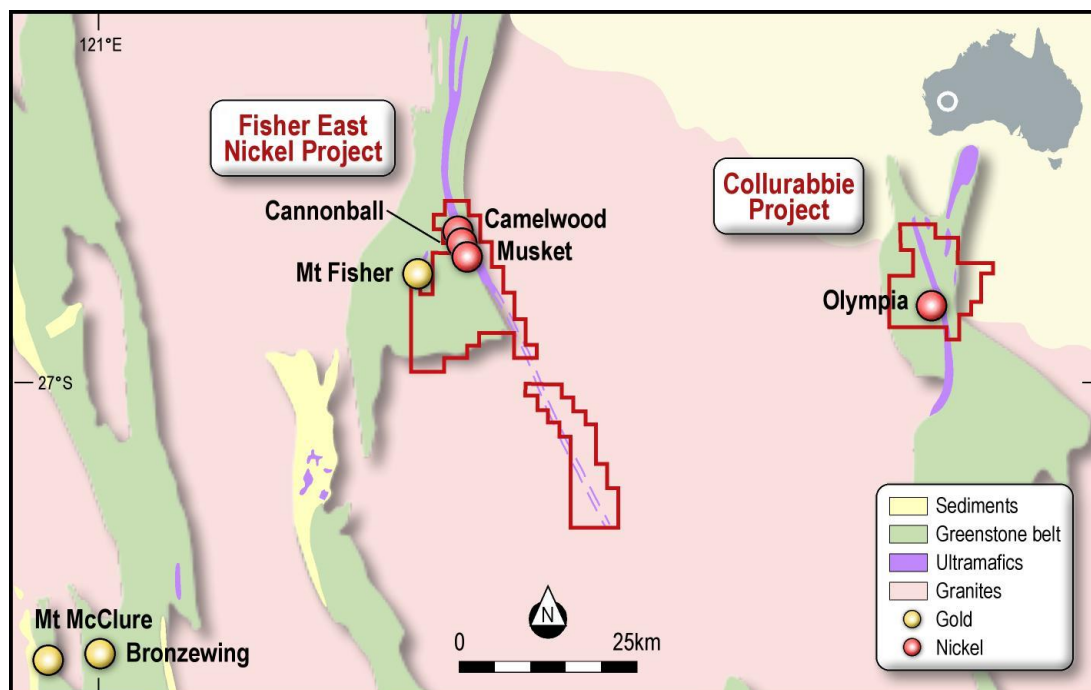 121°E
Fisher East
Nickel Project
Cannonball
Camelwood
Musket
Mt Fisher
Collurabbie
Project
Olympia
27°S
Mt McClure
Bronzewing
N
0 25km
Sediments
Greenstone belt
Ultramafics
Granites
Gold
Nickel